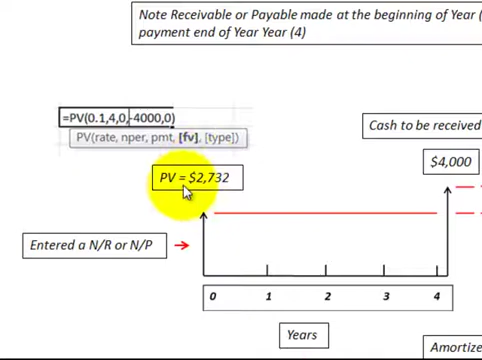 Note Receivable or Payable made at the beginning of Year (
payment end of Year Year (4)
=PV(0.1,4,0,-4000,0)
PV(rate, nper, pmt, [fv], [type])
Cash to be received
$4,000
PV = $2,732
Entered a N/R or N/P
0 1 2 3 4
Years
Amortize